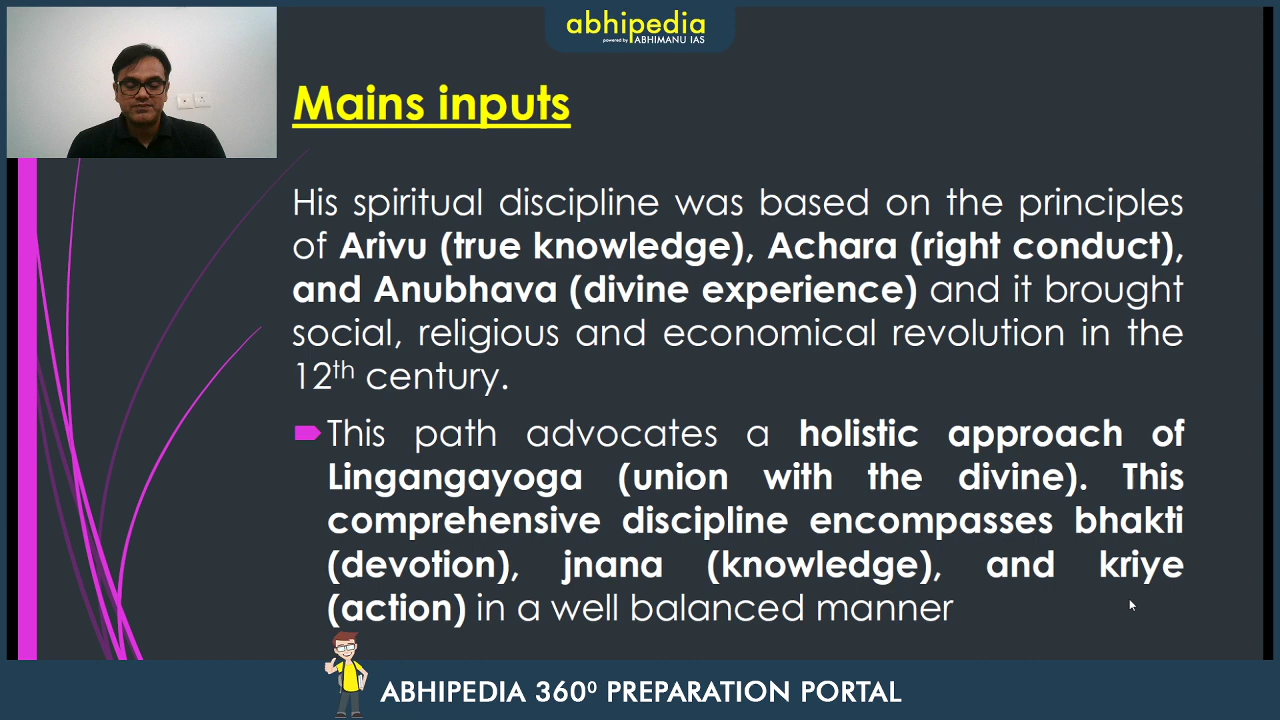 abhipedia
powered by ABHIMANU IAS
Mains inputs
His spiritual discipline was based on the principles
of Arivu (true knowledge), Achara (right conduct),
and Anubhava (divine experience) and it brought
social, religious and economical revolution in the
12th century.
This path advocates a holistic approach of
Lingangayoga (union with the divine). This
comprehensive discipline encompasses bhakti
(devotion), jnana (knowledge), and kriye
(action) in a well balanced manner
ABHIPEDIA 360⁰ PREPARATION PORTAL